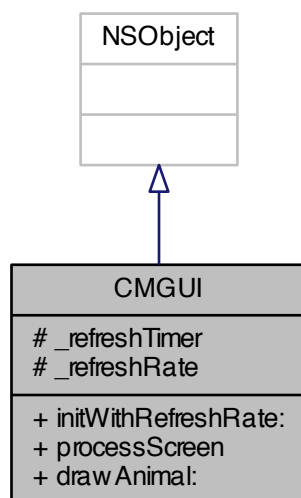 NSObject
CMGUI
# _refreshTimer
# _refreshRate
+ initWithRefreshRate:
+ processScreen
+ drawAnimal: